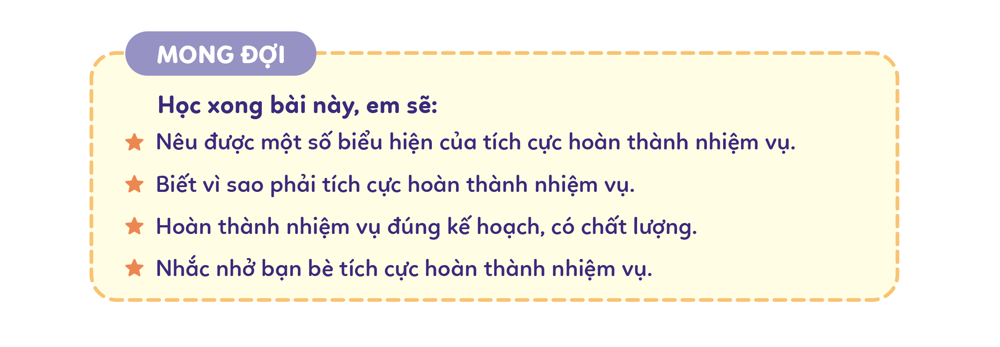 MONG ĐỢI
Học xong bài này, em sẽ:
Nêu được một số biểu hiện của tích cực hoàn thành nhiệm vụ.
Biết vì sao phải tích cực hoàn thành nhiệm vụ.
Hoàn thành nhiệm vụ đúng kế hoạch, có chất lượng.
Nhắc nhở bạn bè tích cực hoàn thành nhiệm vụ.